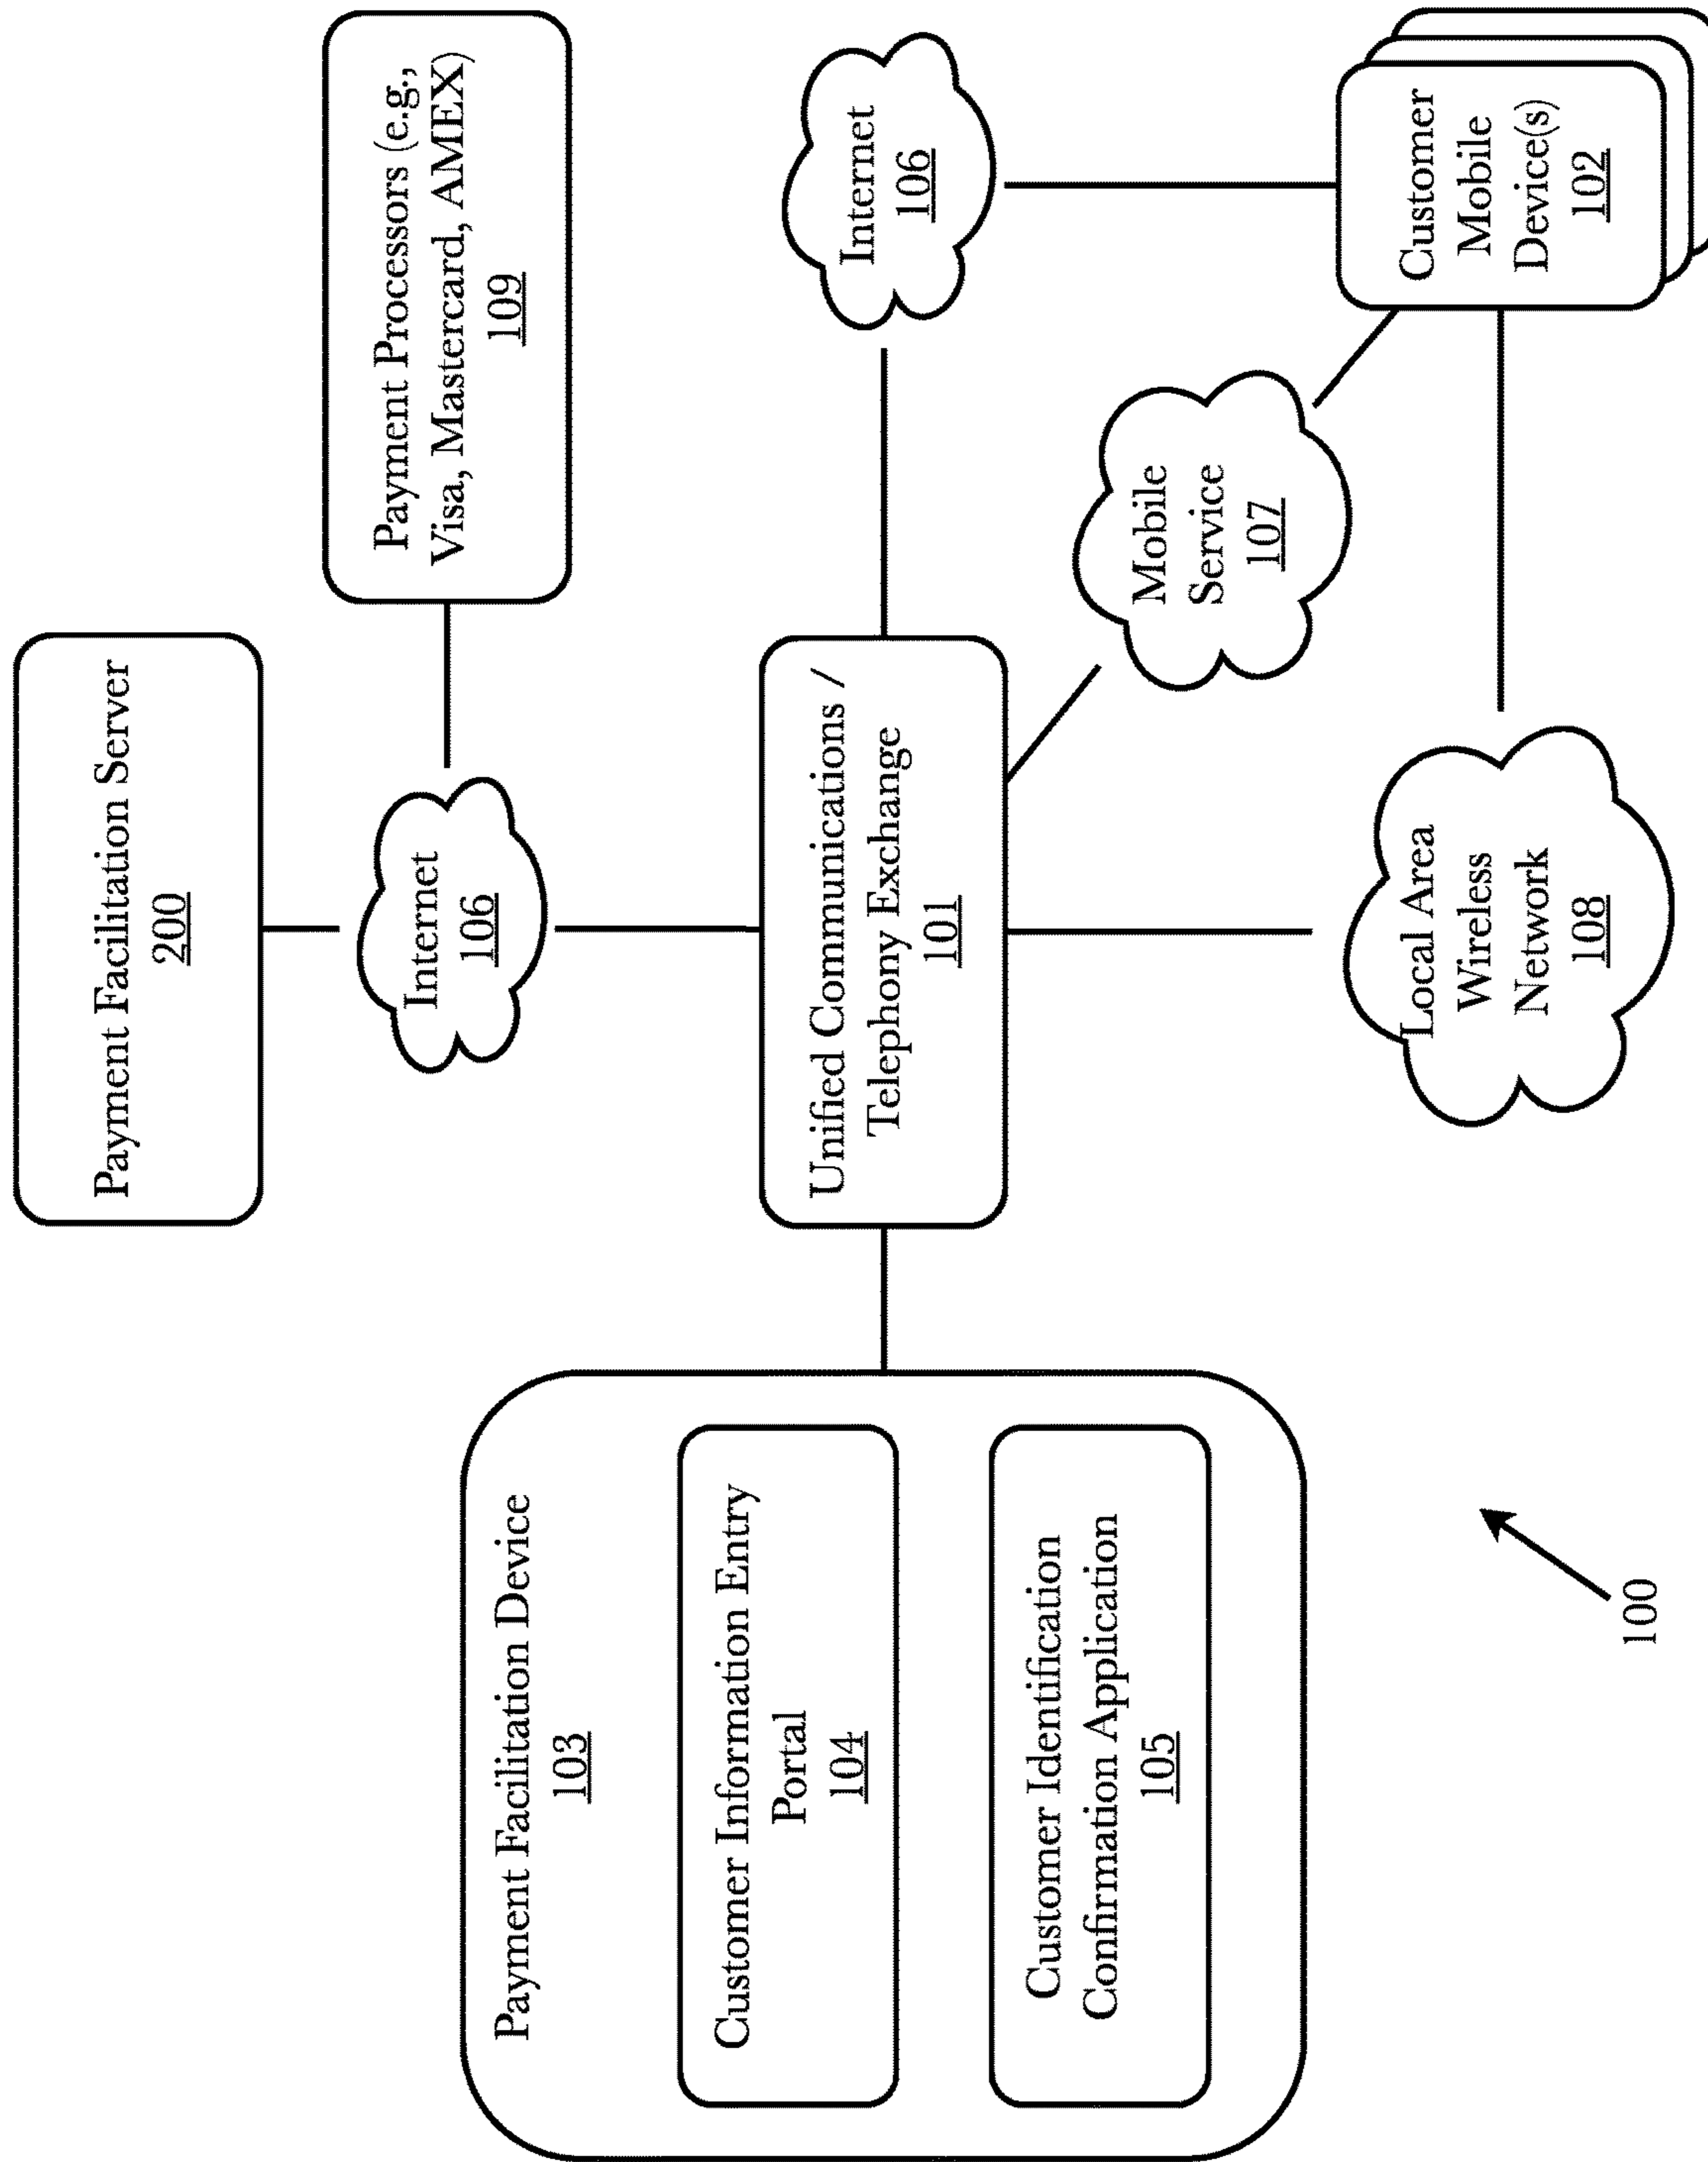 Payment Facilitation Server
200
Payment Processors (e.g.,
Visa, Mastercard, AMEX)
109
Internet
106
Payment Facilitation Device
103
Customer Information Entry
Portal
104
Customer Identification
Confirmation Application
105
Unified Communications /
Telephony Exchange
101
Internet
106
Mobile
Service
107
Local Area
Wireless
Network
108
Customer
Mobile
Device(s)
102
100